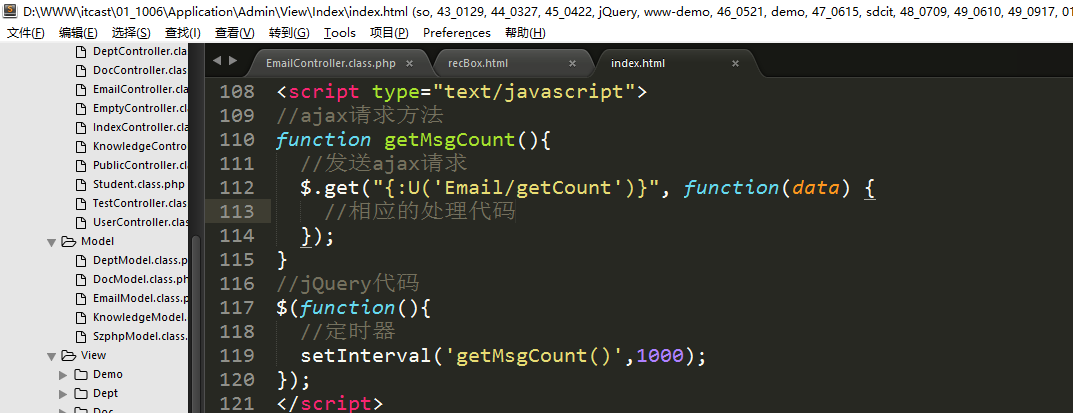 D:\WWW\itcast\01_1006\Application\Admin\View\Index\index.html (so, 43_0129, 44_0327, 45_0422, jQuery, www-demo, 46_0521, demo, 47_0615, sdcit, 48_0709, 49_0610, 49_0917, 01
文件(F) 编辑(E) 选择(S) 查找(I) 查看(V) 转到(G) Tools 项目(P) Preferences 帮助(H)
DeptController.cla
DocController.clas
EmailController.cla
EmptyController.cl
IndexController.cla
KnowledgeContro
PublicController.cl
Student.class.php
TestController.clas
UserController.cla
Model
DeptModel.class.p
DocModel.class.ph
EmailModel.class.p
KnowledgeModel.c
SzphpModel.class.
View
Demo
Dept
Doc
EmailController.class.php × recBox.html × index.html ×
108 <script type="text/javascript">
109 //ajax请求方法
110 function getMsgCount(){
111 //发送ajax请求
112 $.get("{:U('Email/getCount')}", function(data) {
113 //相应的处理代码
114 });
115 }
116 //jQuery代码
117 $(function(){
118 //定时器
119 setInterval('getMsgCount()',1000);
120 });
121 </script>